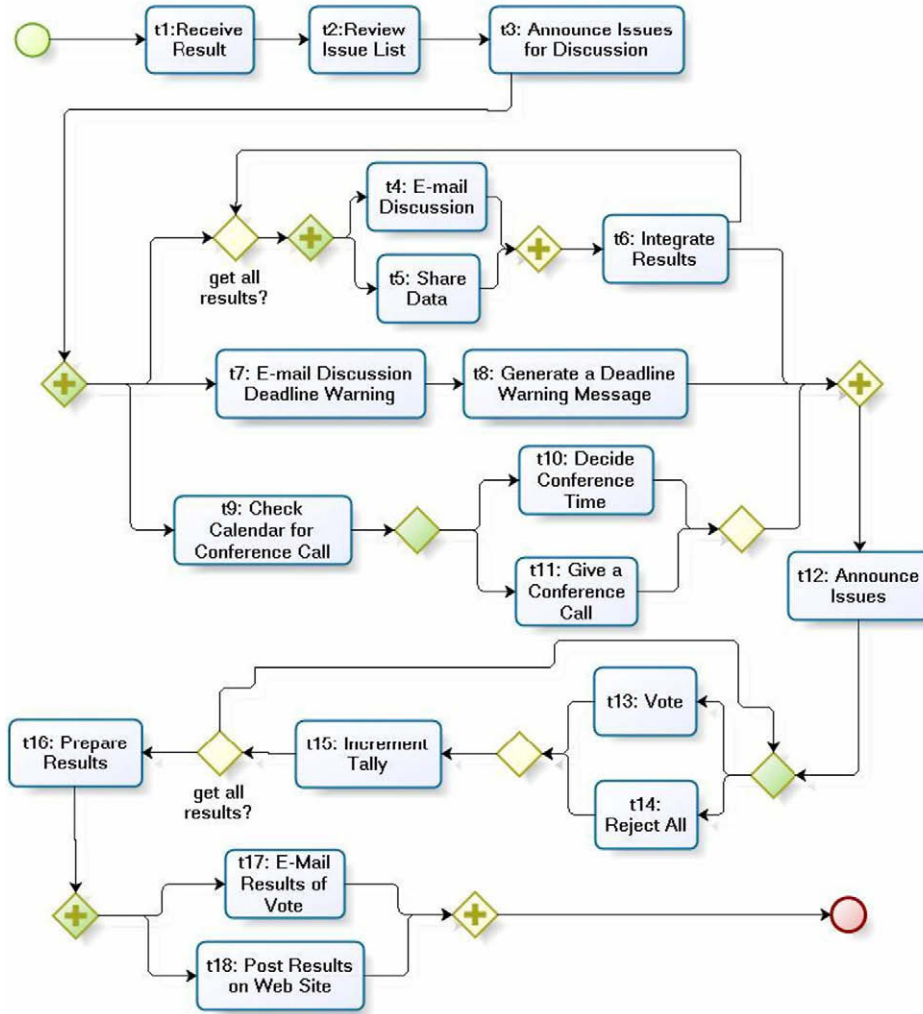 t1:Receive
Result
t2:Review
Issue List
t3: Announce Issues
for Discussion
t4: E-mail
Discussion
get all
results?
t5: Share
Data
t6: Integrate
Results
t7: E-mail Discussion
Deadline Warning
t8: Generate a Deadline
Warning Message
t9: Check
Calendar for
Conference Call
t10: Decide
Conference
Time
t11: Give a
Conference
Call
t12: Announce
Issues
t13: Vote
t14:
Reject All
t15: Increment
Tally
get all
results?
t16: Prepare
Results
t17: E-Mail
Results of
Vote
t18: Post Results
on Web Site